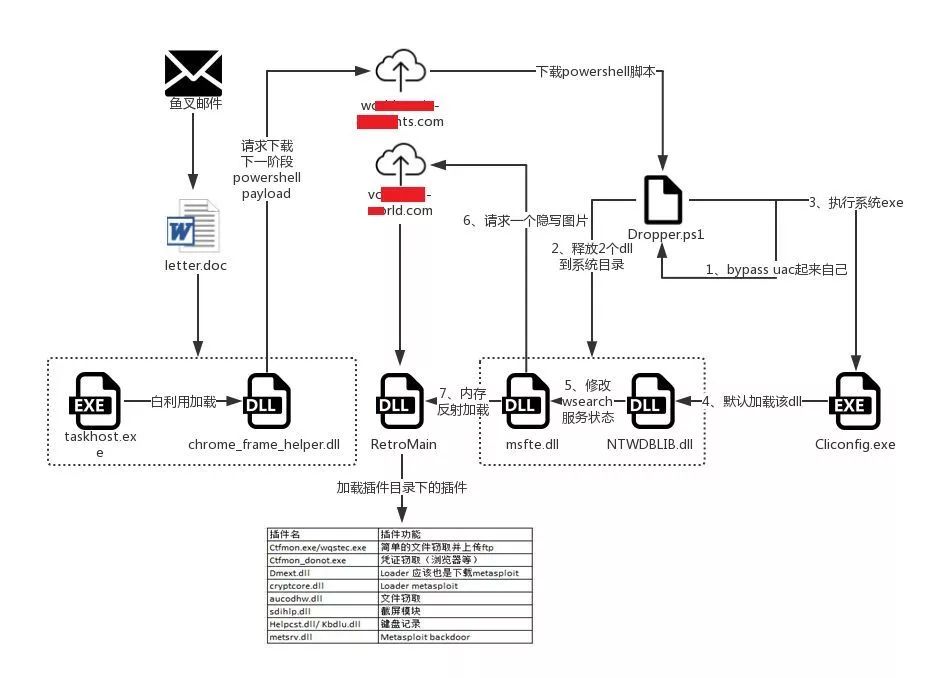 鱼叉邮件
letter.doc
请求下载
下一阶段
powershell
payload
nts.com
下载powershell脚本
orld.com
6、请求一个隐写图片
Dropper.ps1
3、执行系统exe
2、释放2个dll
到系统目录
1、bypass uac起来自己
EXE
taskhost.ex
e
白利用加载
DLL
chrome_frame_helper.dll
DLL
RetroMain
7、内存
反射加载
DLL
msfte.dll
5、修改
wsearch
服务状态
DLL
NTWDBLIB.dll
4、默认加载该dll
EXE
Cliconfig.exe
加载插件目录下的插件
插件名 插件功能
Ctfmon.exe/wqstec.exe 简单的文件窃取并上传ftp
Ctfmon_donot.exe 凭证窃取（浏览器等）
Dmext.dll Loader 应该也是下载metasploit
cryptcore.dll Loader metasploit
aucodhw.dll 文件窃取
sdihlp.dll 截屏模块
Helpcst.dll/ Kbdlu.dll 键盘记录
metsrv.dll Metasploit backdoor